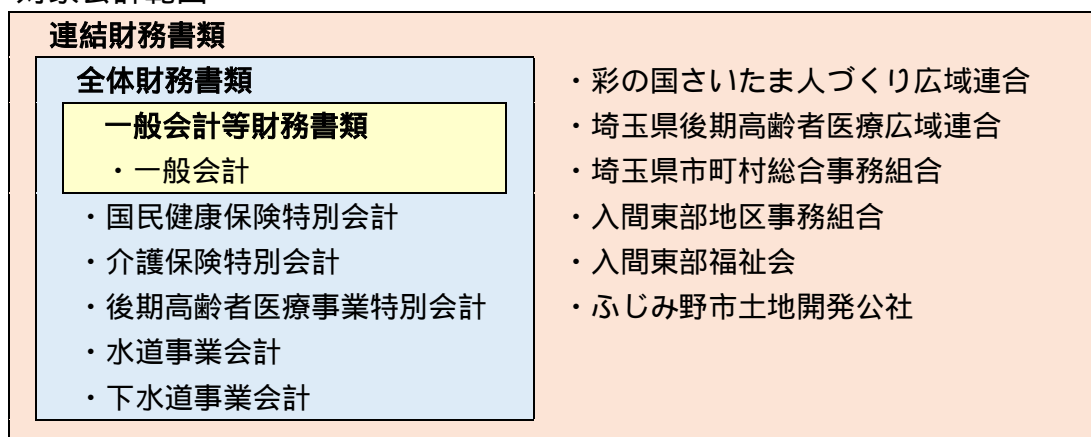 連結財務書類
全体財務書類
一般会計等財務書類
・一般会計
・国民健康保険特別会計
・介護保険特別会計
・後期高齢者医療事業特別会計
・水道事業会計
・下水道事業会計
・彩の国さいたま人づくり広域連合
・埼玉県後期高齢者医療広域連合
・埼玉県市町村総合事務組合
・入間東部地区事務組合
・入間東部福祉会
・ふじみ野市土地開発公社